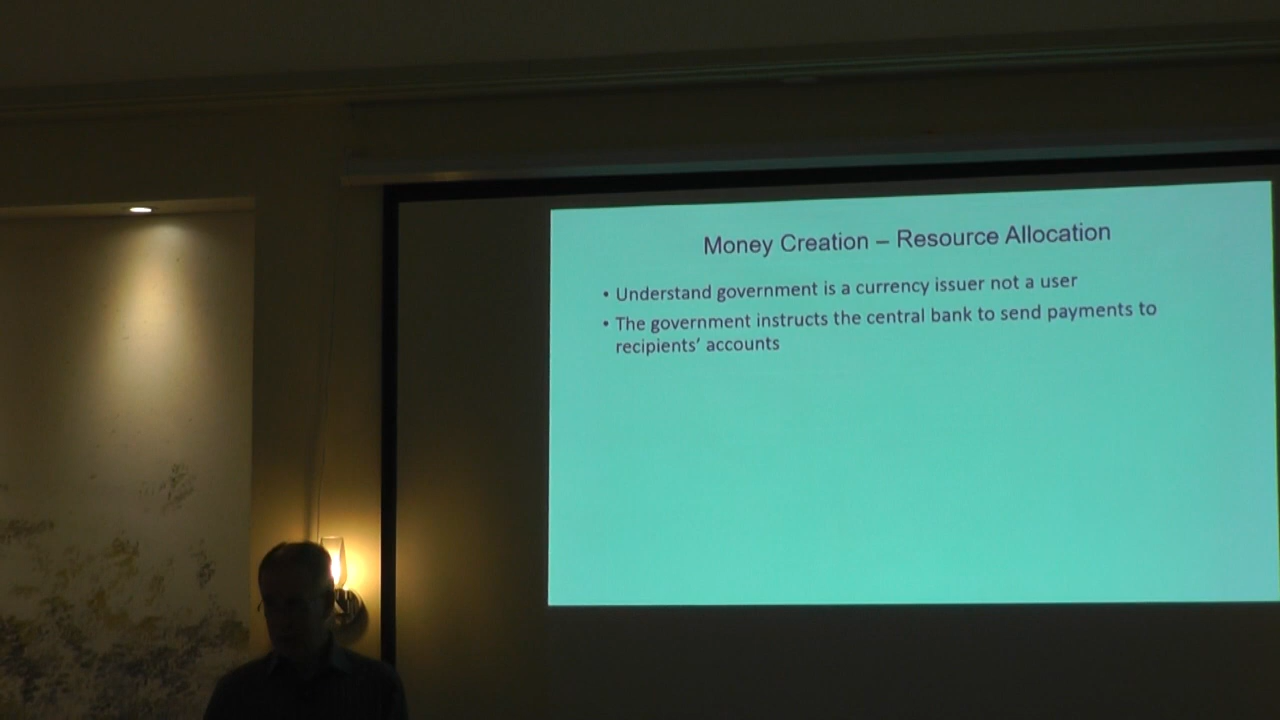 Money Creation – Resource Allocation
• Understand government is a currency issuer not a user
• The government instructs the central bank to send payments to
recipients’ accounts